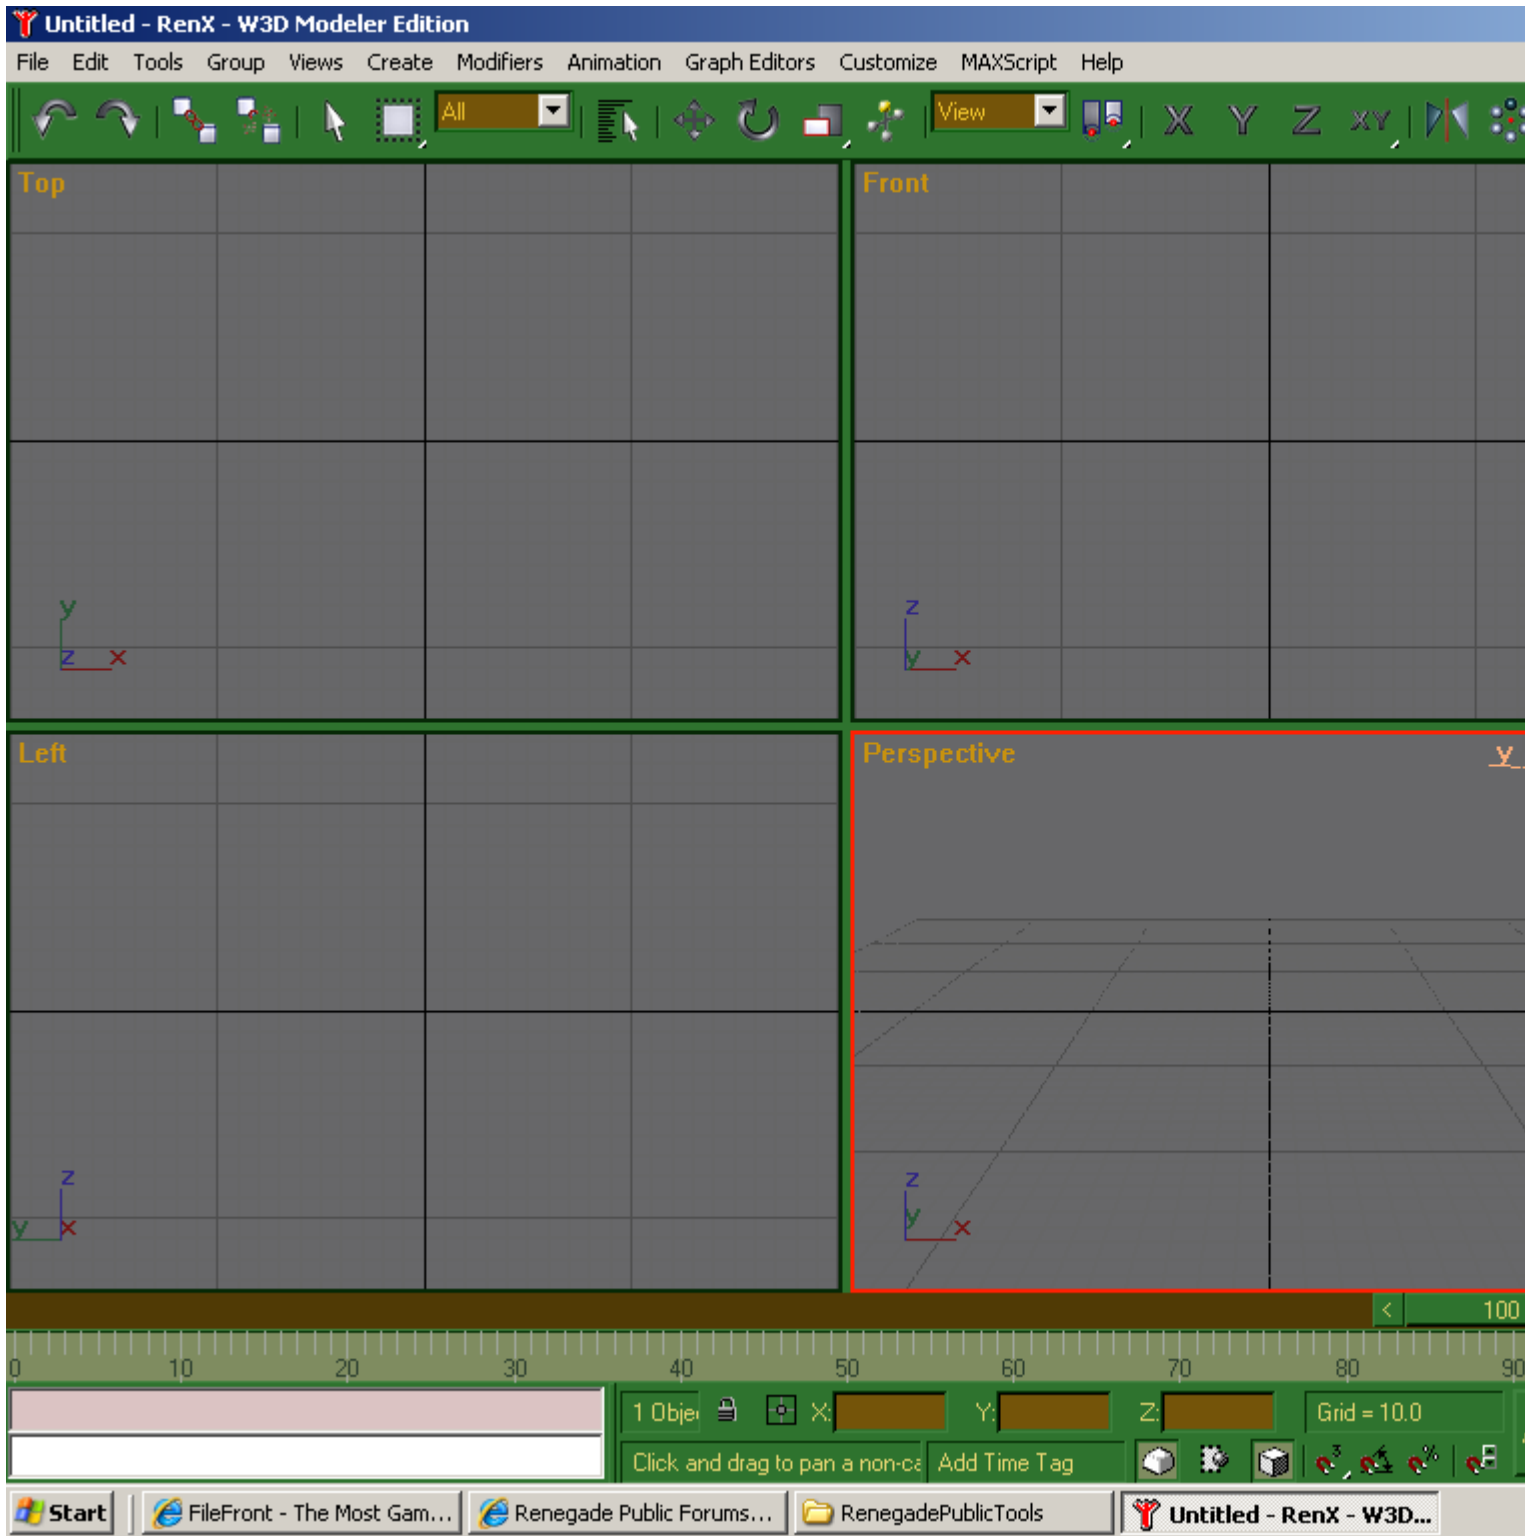 Untitled - RenX - W3D Modeler Edition
File Edit Tools Group Views Create Modifiers Animation Graph Editors Customize MAXScript Help
All View X Y Z XY
Top Front
y z
z x y x
Left Perspective y
z z
y x y x
< 100
0 10 20 30 40 50 60 70 80 90
1 Obje X: Y: Z: Grid = 10.0
Click and drag to pan a non-ca Add Time Tag 3 %
Start FileFront - The Most Gam... Renegade Public Forums... RenegadePublicTools Untitled - RenX - W3D...